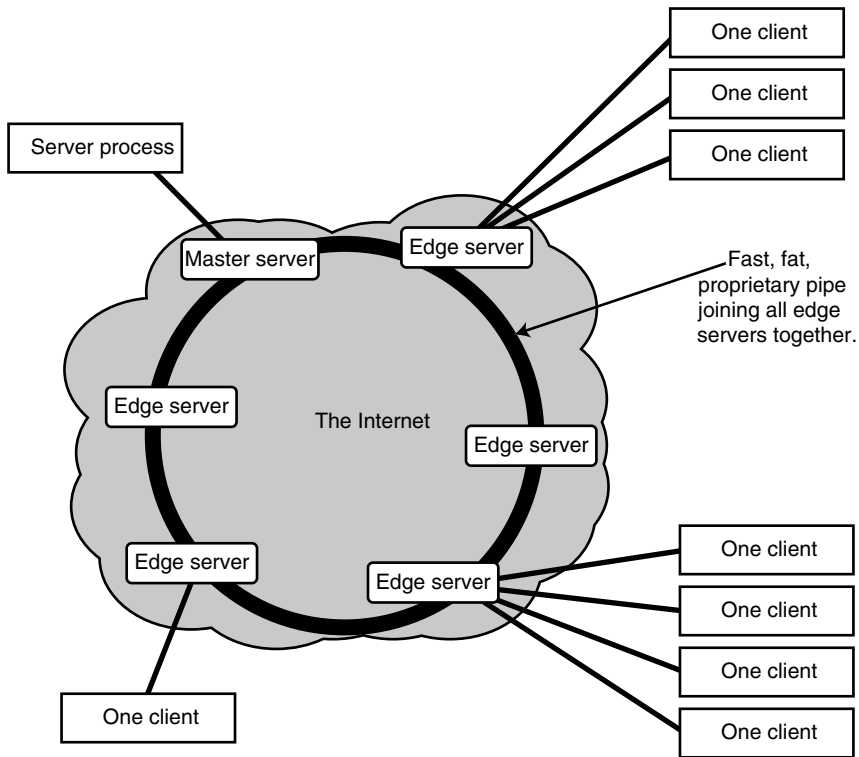 One client
One client
Server process
One client
Edge server
Master server
Fast, fat,
proprietary pipe
joining all edge
servers together.
Edge server
The Internet
Edge server
One client
Edge server
Edge server
One client
One client
One client
One client